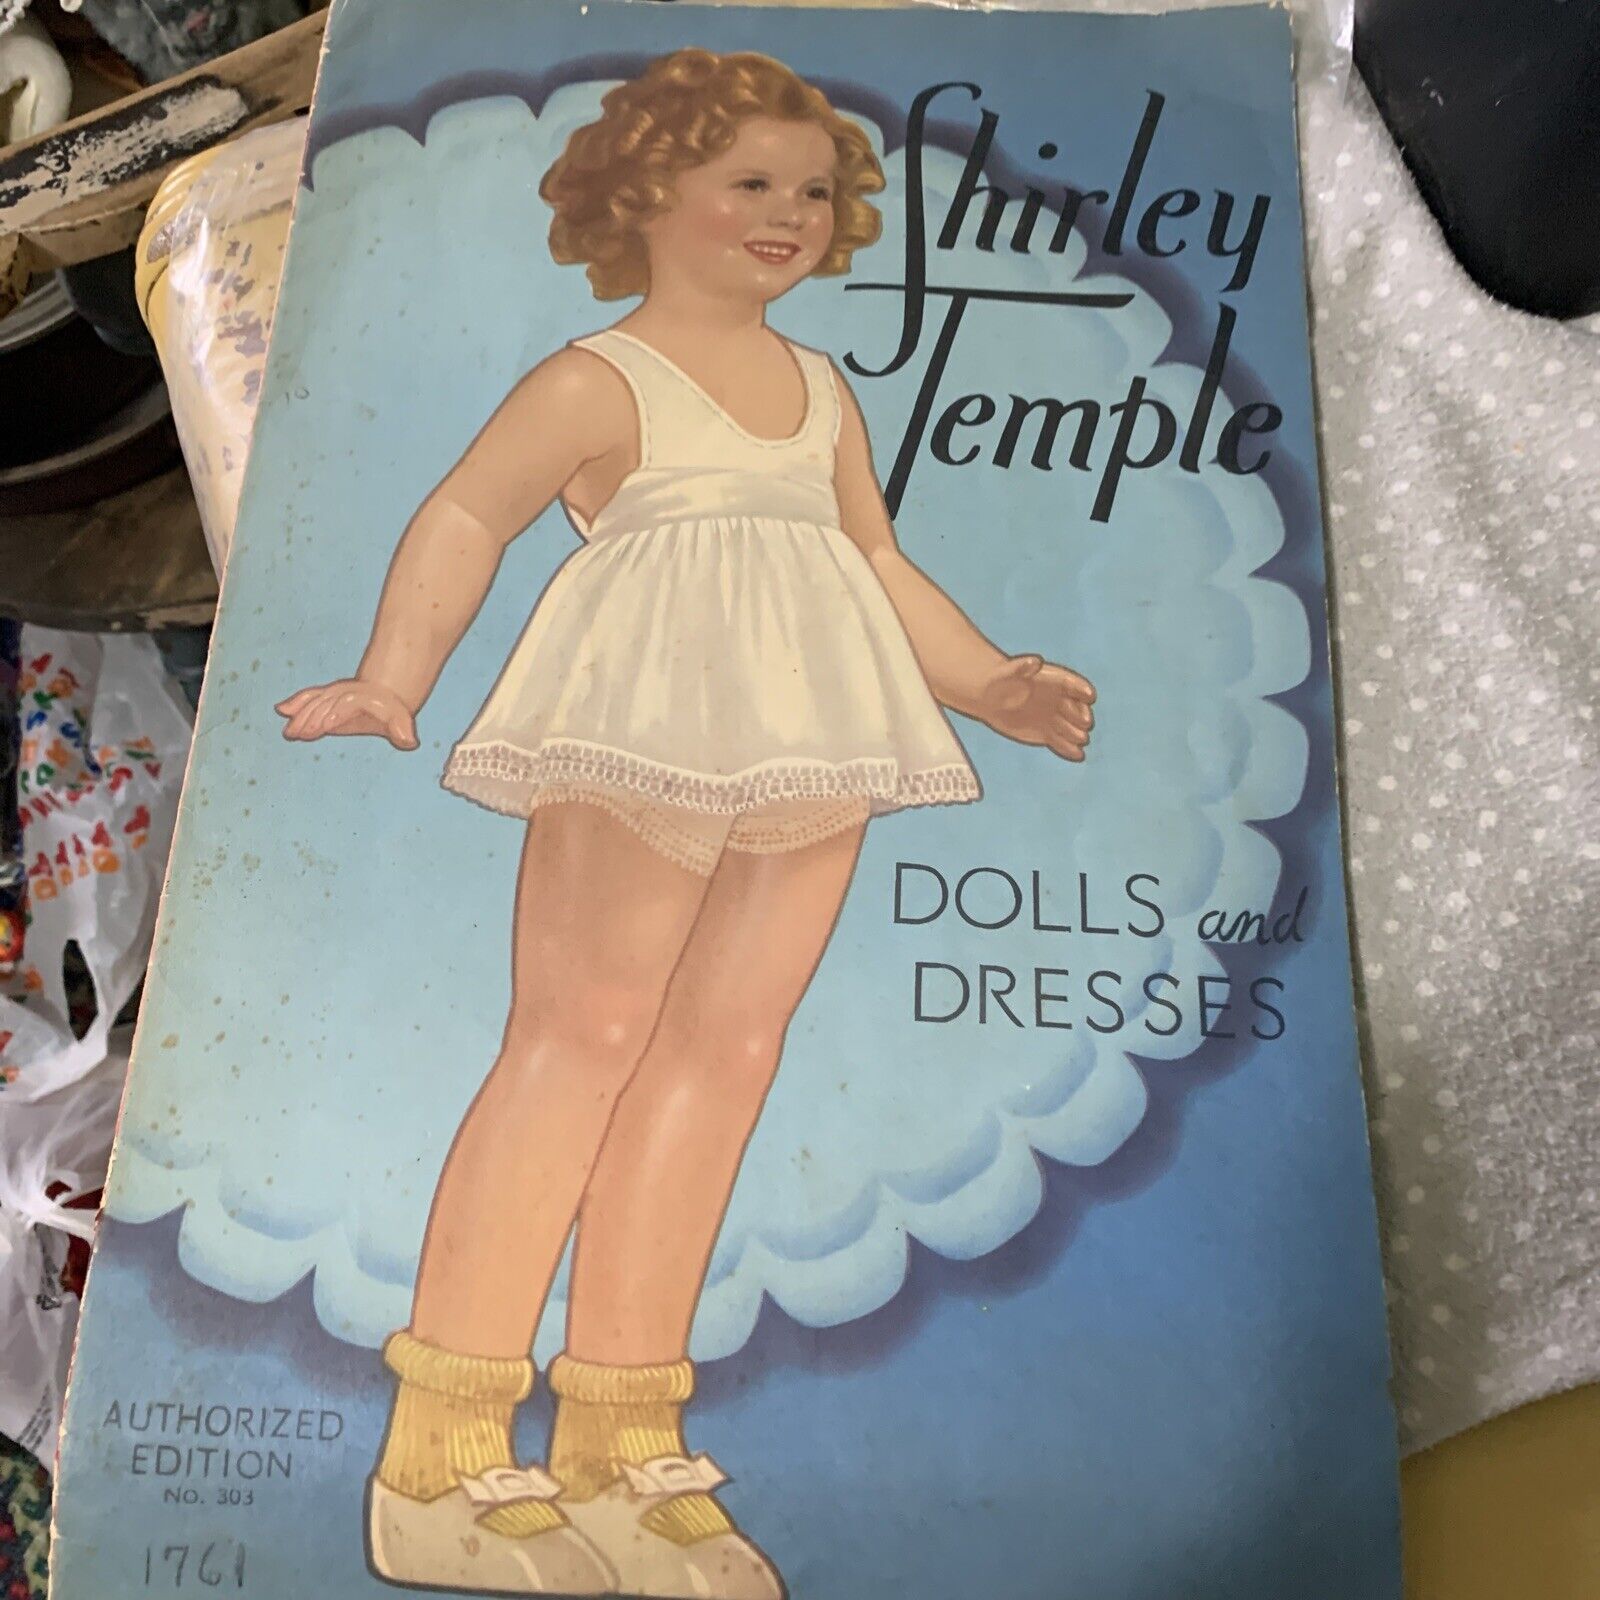 Shirley
Temple
DOLLS and
DRESSES
AUTHORIZED
EDITION
NO. 303
1761